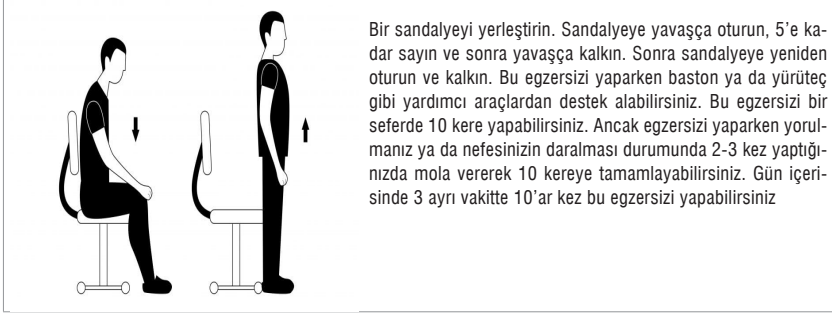 Bir sandalyeyi yerleştirin. Sandalyeye yavaşça oturun, 5’e ka-
dar sayın ve sonra yavaşça kalkın. Sonra sandalyeye yeniden
oturun ve kalkın. Bu egzersizi yaparken baston ya da yürüteç
gibi yardımcı araçlardan destek alabilirsiniz. Bu egzersizi bir
seferde 10 kere yapabilirsiniz. Ancak egzersizi yaparken yorul-
manız ya da nefesinizin daralması durumunda 2-3 kez yaptığı-
nızda mola vererek 10 kereye tamamlayabilirsiniz. Gün içeri-
sinde 3 ayrı vakitte 10’ar kez bu egzersizi yapabilirsiniz